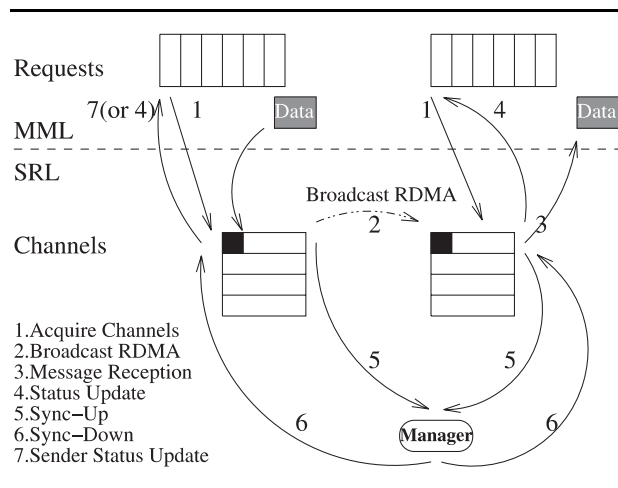 Requests
7(or 4) 1 Data 1 4 Data
MML
SRL
Broadcast RDMA
2 3
Channels
1.Acquire Channels
2.Broadcast RDMA
3.Message Reception
4.Status Update
5.Sync−Up
6.Sync−Down
7.Sender Status Update
5 5
6 Manager 6